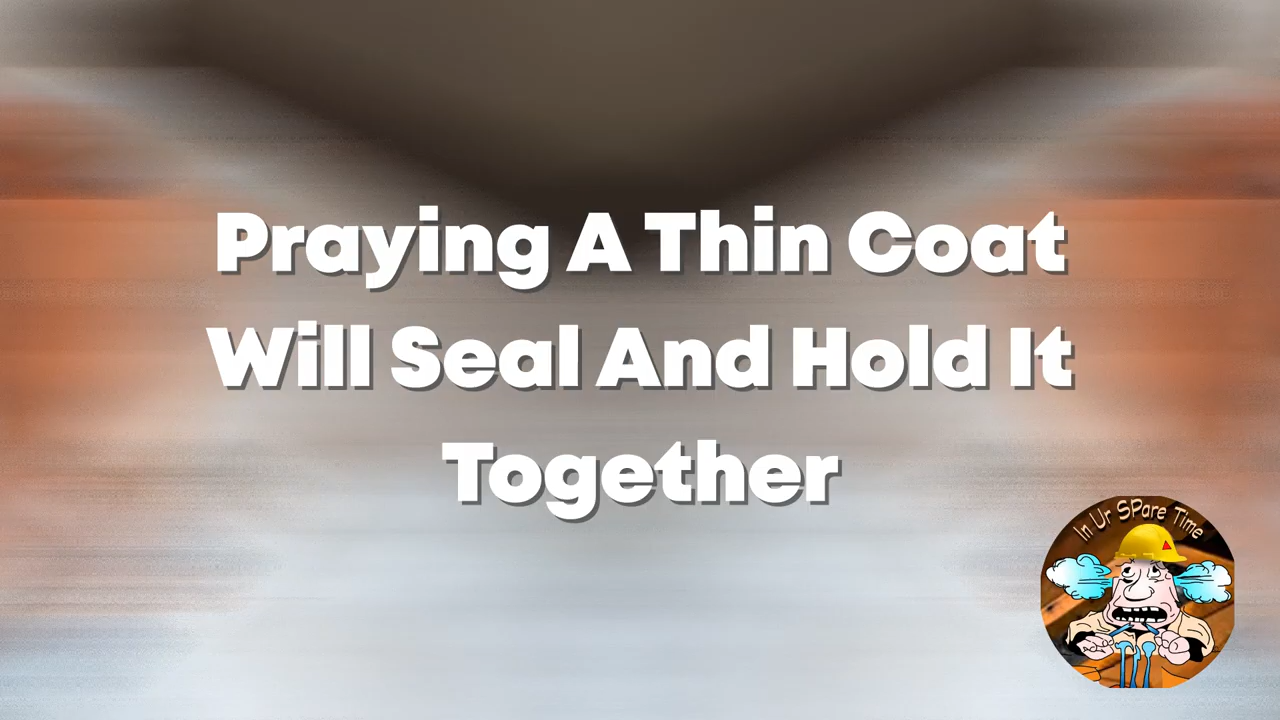 Praying A Thin Coat
Will Seal And Hold It
Together
In Ur SPare Time